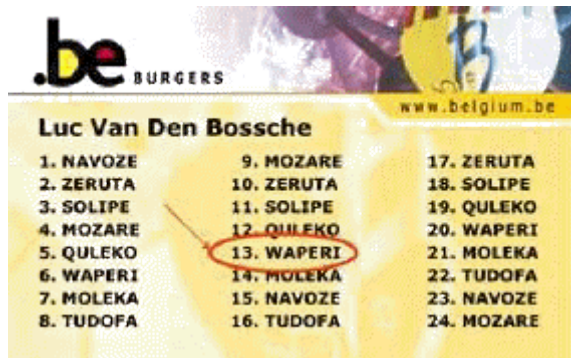 .be BURGERS
www.belgium.be
Luc Van Den Bossche
1. NAVOZE
2. ZERUTA
3. SOLIPE
4. MOZARE
5. QULEKO
6. WAPERI
7. MOLEKA
8. TUDOFA
9. MOZARE
10. ZERUTA
11. SOLIPE
12. QULEKO
13. WAPERI
14. MOLEKA
15. NAVOZE
16. TUDOFA
17. ZERUTA
18. SOLIPE
19. QULEKO
20. WAPERI
21. MOLEKA
22. TUDOFA
23. NAVOZE
24. MOZARE